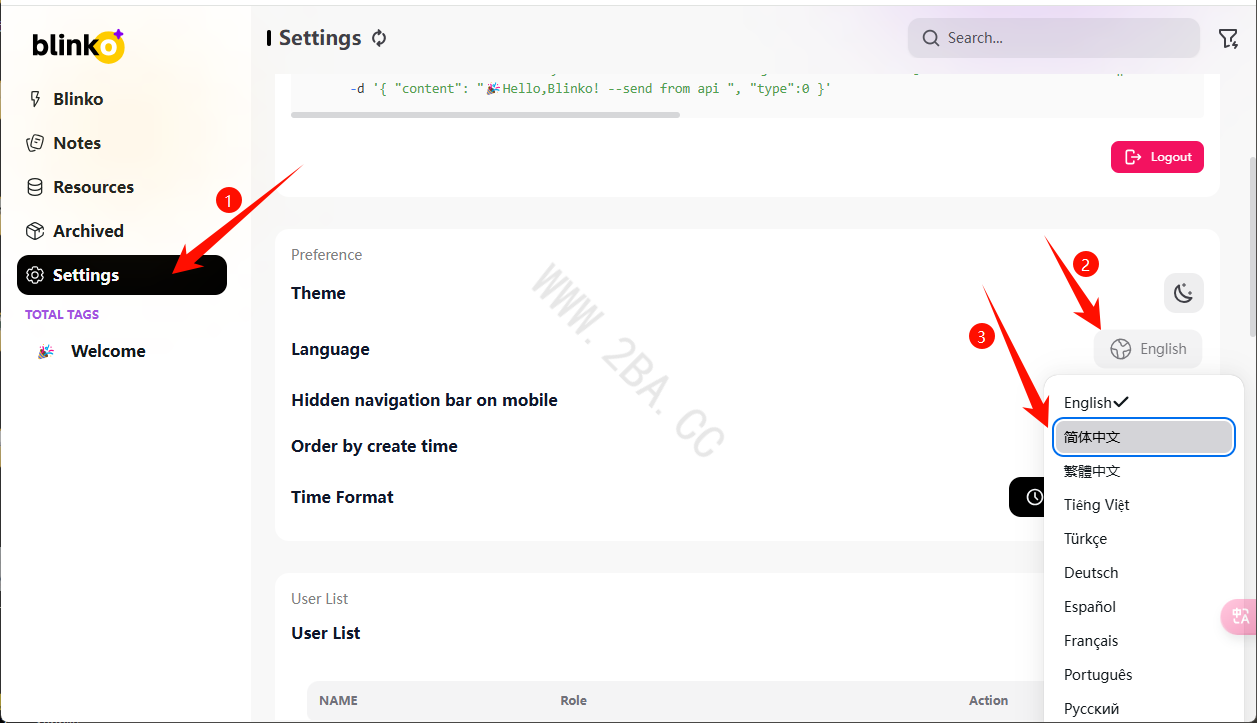 blinko
Settings
Search...
Blinko
Notes
Resources
Archived
Settings
TOTAL TAGS
🎉 Welcome
-d '{ "content": "🎉Hello,Blinko! --send from api ", "type":0 }'
Logout
1
Preference
Theme
2
Language
English
3
Hidden navigation bar on mobile
Order by create time
Time Format
English✔
简体中文
繁體中文
Tiếng Việt
Türkçe
Deutsch
Español
Français
Português
Русский
User List
User List
NAME Role Action
WWW.2BA.CC
中A